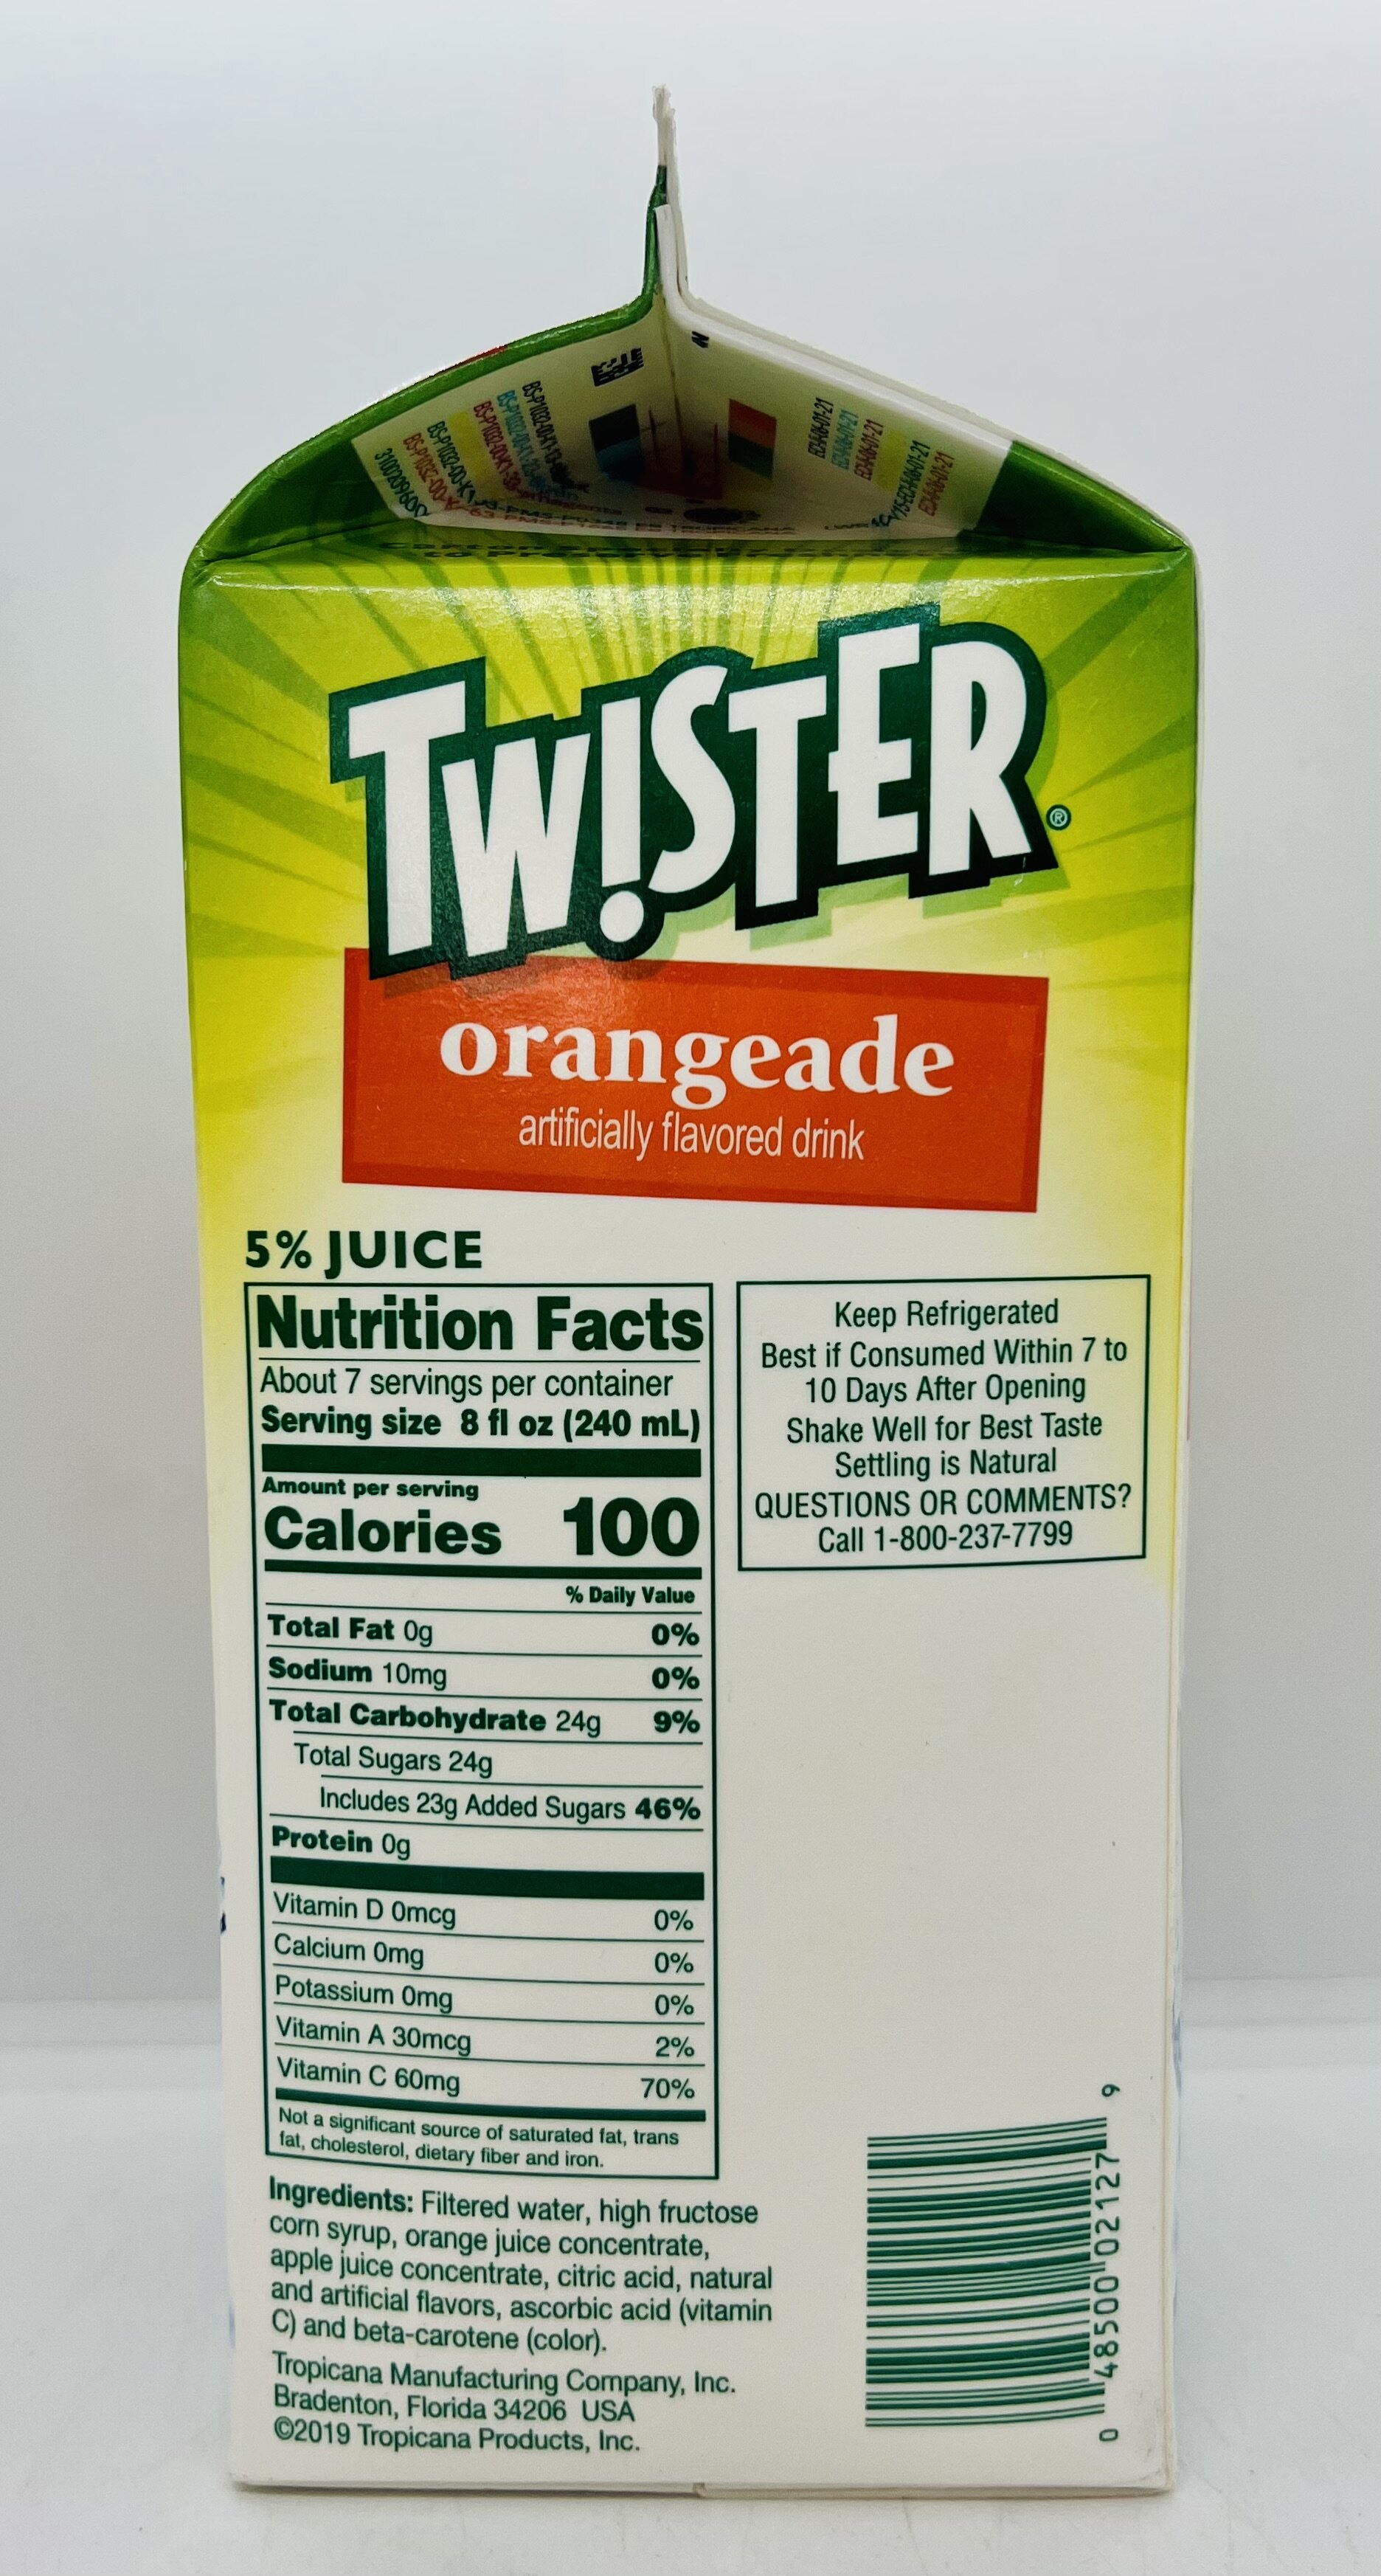 TW!STER®
orangeade
artificially flavored drink
5% JUICE
Nutrition Facts
About 7 servings per container
Serving size 8 fl oz (240 mL)
Amount per serving
Calories 100
% Daily Value
Total Fat 0g 0%
Sodium 10mg 0%
Total Carbohydrate 24g 9%
Total Sugars 24g
Includes 23g Added Sugars 46%
Protein 0g
Vitamin D 0mcg 0%
Calcium 0mg 0%
Potassium 0mg 0%
Vitamin A 30mcg 2%
Vitamin C 60mg 70%
Not a significant source of saturated fat, trans
fat, cholesterol, dietary fiber and iron.
Keep Refrigerated
Best if Consumed Within 7 to
10 Days After Opening
Shake Well for Best Taste
Settling is Natural
QUESTIONS OR COMMENTS?
Call 1-800-237-7799
Ingredients: Filtered water, high fructose
corn syrup, orange juice concentrate,
apple juice concentrate, citric acid, natural
and artificial flavors, ascorbic acid (vitamin
C) and beta-carotene (color).
Tropicana Manufacturing Company, Inc.
Bradenton, Florida 34206 USA
©2019 Tropicana Products, Inc.
0 48500 02127 9